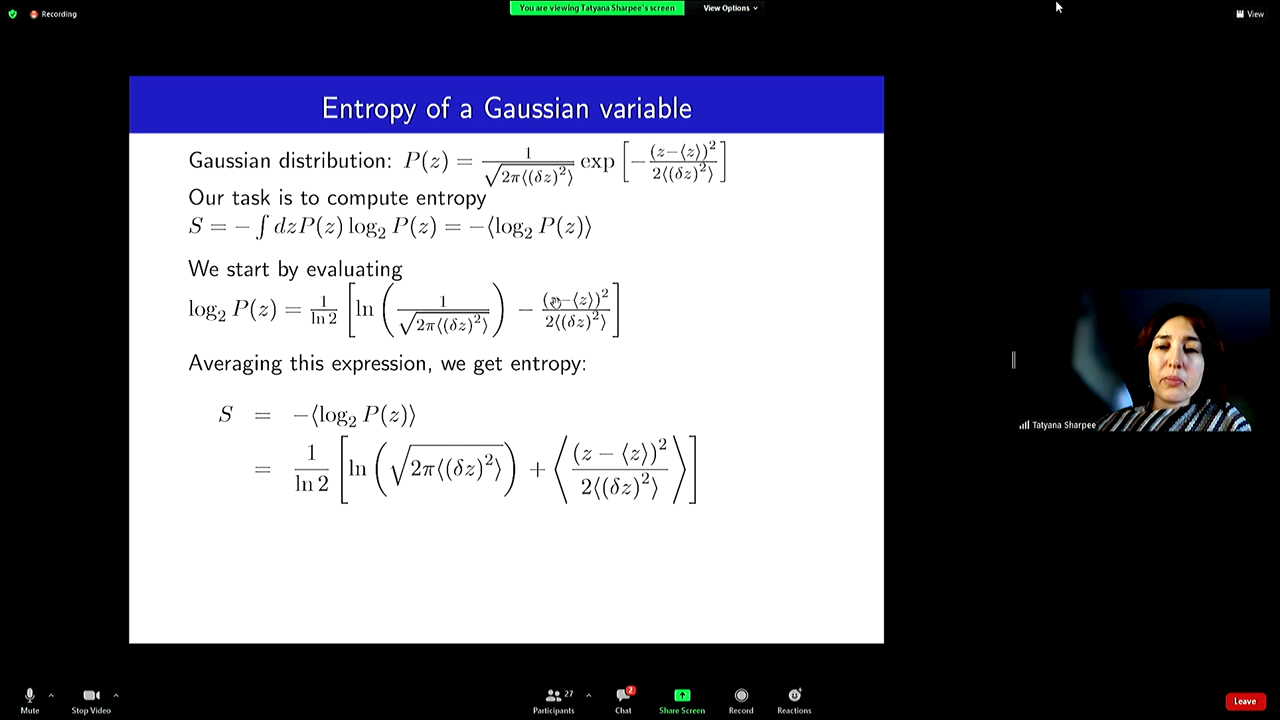 Recording
You are viewing Tatyana Sharpee's screen
View Options
View
Entropy of a Gaussian variable
Gaussian distribution: P(z) = 1/√(2π⟨(δz)²⟩) exp[−(z−⟨z⟩)²/2⟨(δz)²⟩]
Our task is to compute entropy
S = −∫ dzP(z) log₂ P(z) = −⟨log₂ P(z)⟩
We start by evaluating
log₂ P(z) = 1/ln 2 [ln(1/√(2π⟨(δz)²⟩)) − (z−⟨z⟩)²/2⟨(δz)²⟩]
Averaging this expression, we get entropy:
S = −⟨log₂ P(z)⟩
= 1/ln 2 [ln(√(2π⟨(δz)²⟩)) + ⟨(z − ⟨z⟩)²/2⟨(δz)²⟩⟩]
Tatyana Sharpee
Mute
Stop Video
27
Participants
2
Chat
Share Screen
Record
Reactions
Leave